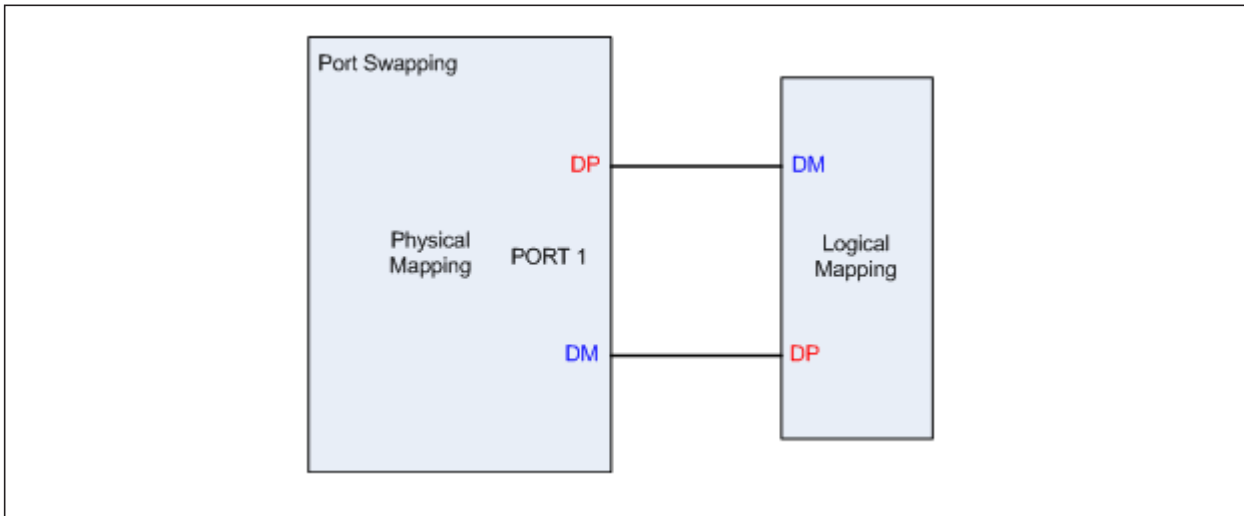 Port Swapping
DP
DM
Physical
Mapping
PORT 1
Logical
Mapping
DM
DP